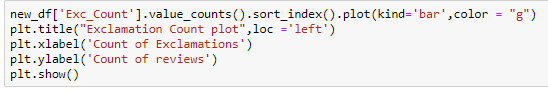 new_df['Exc_Count'].value_counts().sort_index().plot(kind='bar',color = "g")
plt.title("Exclamation Count plot",loc ='left')
plt.xlabel('Count of Exclamations')
plt.ylabel('Count of reviews')
plt.show()